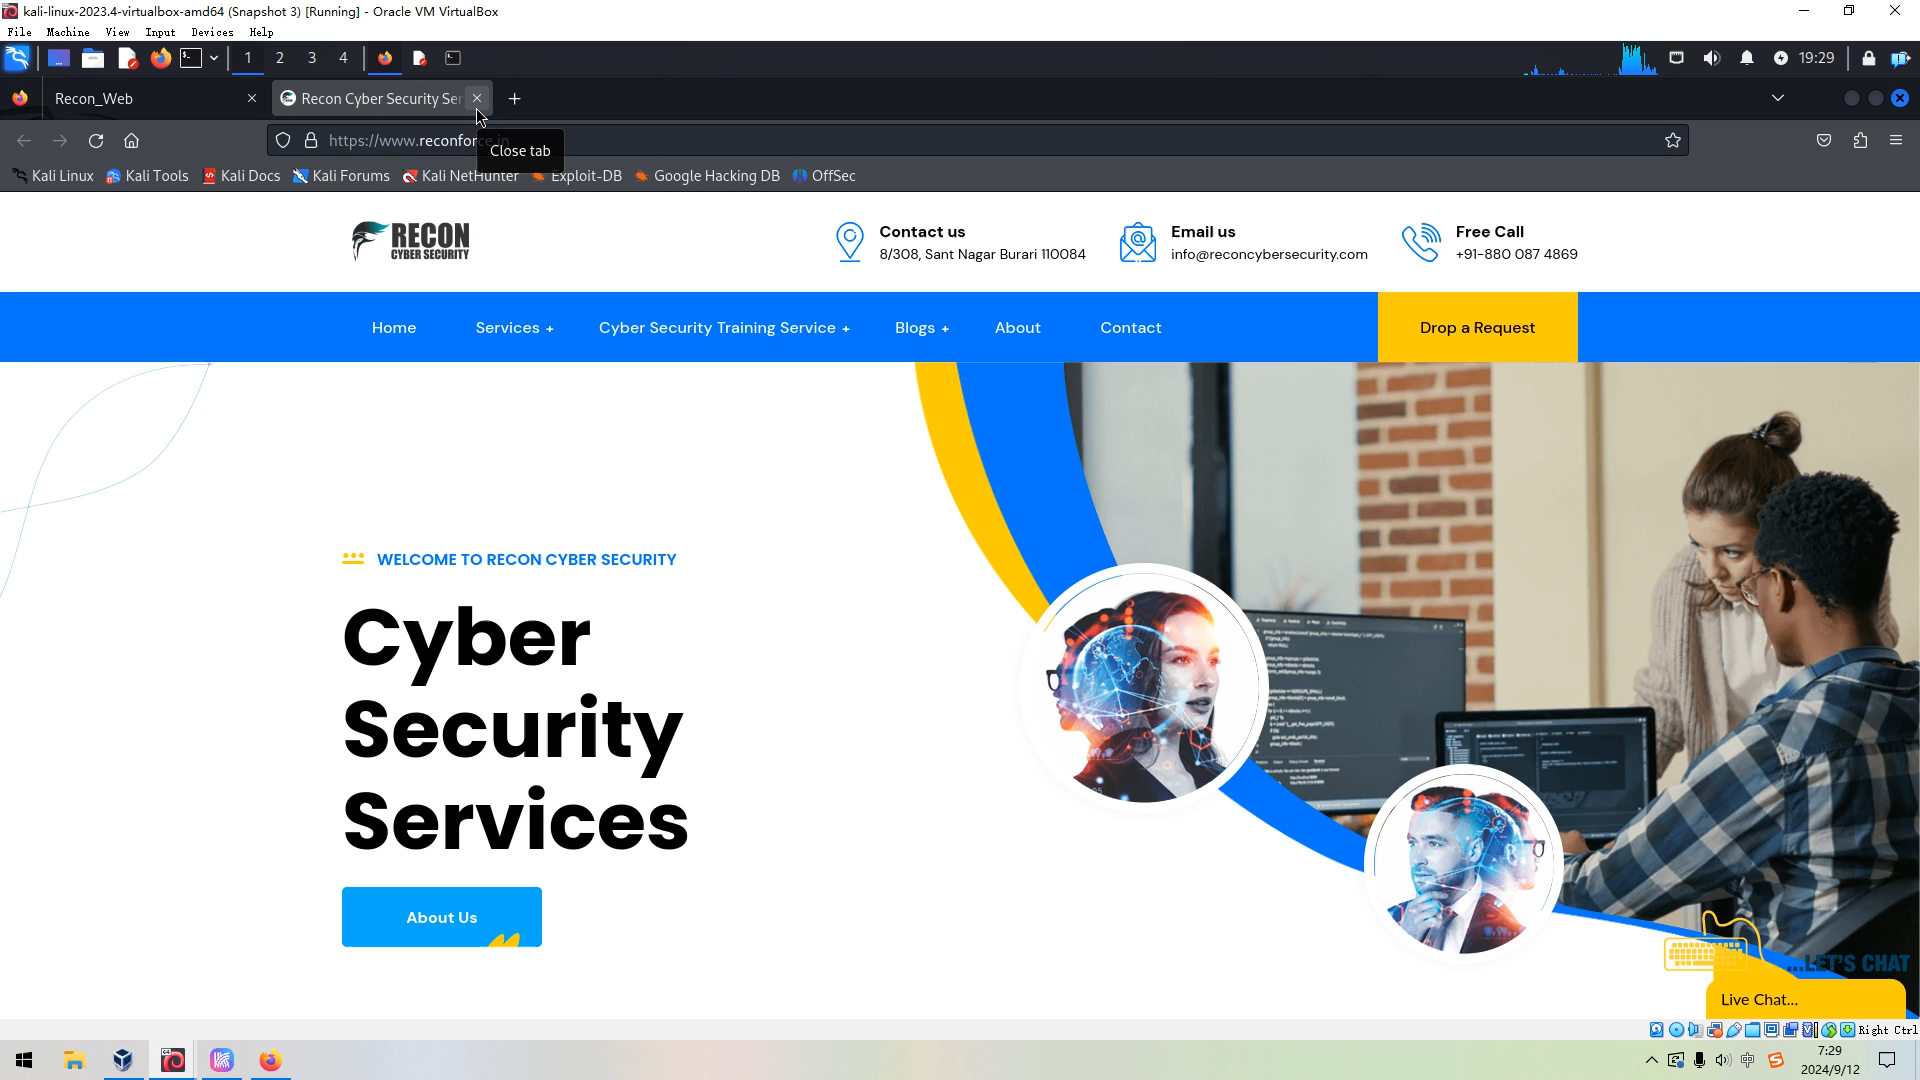 kali-linux-2023.4-virtualbox-amd64 (Snapshot 3) [Running] - Oracle VM VirtualBox
File Machine View Input Devices Help
1 2 3 4
19:29
Recon_Web
Recon Cyber Security Ser
https://www.reconforce.in
Close tab
Kali Linux Kali Tools Kali Docs Kali Forums Kali NetHunter Exploit-DB Google Hacking DB OffSec
RECON
CYBER SECURITY
Contact us
8/308, Sant Nagar Burari 110084
Email us
info@reconcybersecurity.com
Free Call
+91-880 087 4869
Home Services + Cyber Security Training Service + Blogs + About Contact
Drop a Request
WELCOME TO RECON CYBER SECURITY
Cyber
Security
Services
About Us
...LET'S CHAT
Live Chat...
Right Ctrl
中
7:29
2024/9/12